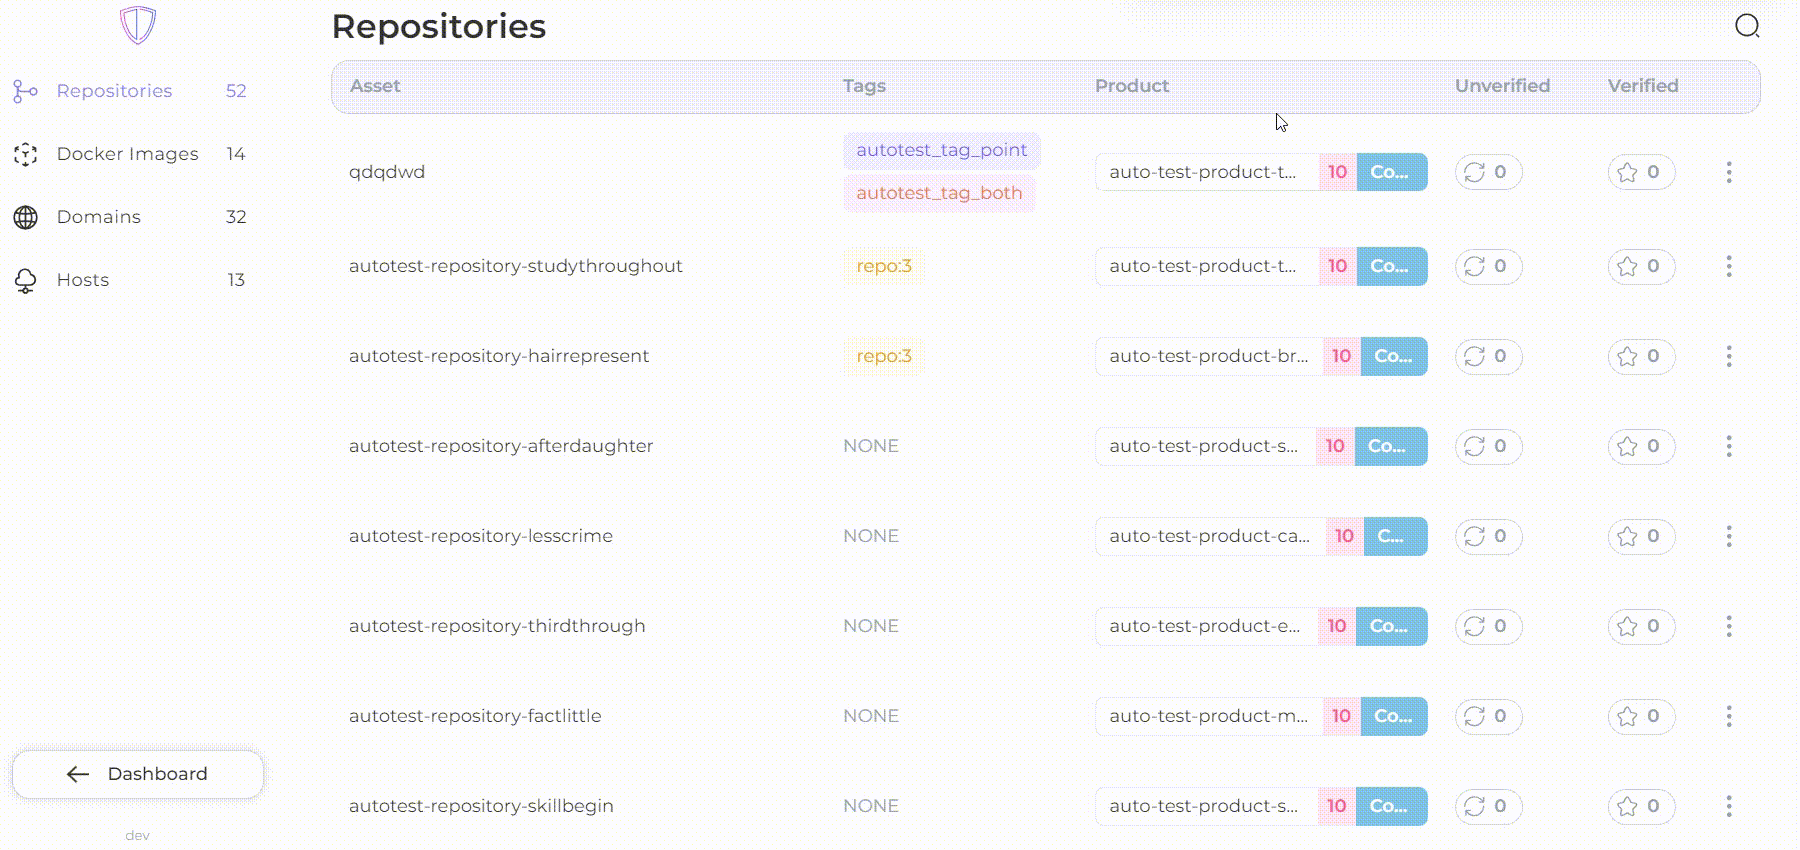 Repositories
Repositories 52
Docker Images 14
Domains 32
Hosts 13
Dashboard
dev
Asset Tags Product Unverified Verified
qdqdwd autotest_tag_point autotest_tag_both auto-test-product-t... 10 Co... 0 0
autotest-repository-studythroughout repo:3 auto-test-product-t... 10 Co... 0 0
autotest-repository-hairrepresent repo:3 auto-test-product-br... 10 Co... 0 0
autotest-repository-afterdaughter NONE auto-test-product-s... 10 Co... 0 0
autotest-repository-lesscrime NONE auto-test-product-ca... 10 C... 0 0
autotest-repository-thirdthrough NONE auto-test-product-e... 10 Co... 0 0
autotest-repository-factlittle NONE auto-test-product-m... 10 Co... 0 0
autotest-repository-skillbegin NONE auto-test-product-s... 10 Co... 0 0